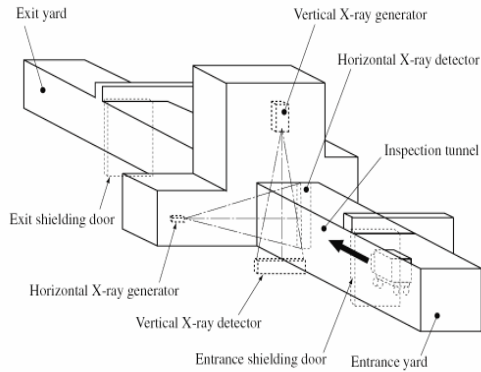 Exit yard
Vertical X-ray generator
Horizontal X-ray detector
Inspection tunnel
Exit shielding door
Horizontal X-ray generator
Vertical X-ray detector
Entrance shielding door
Entrance yard